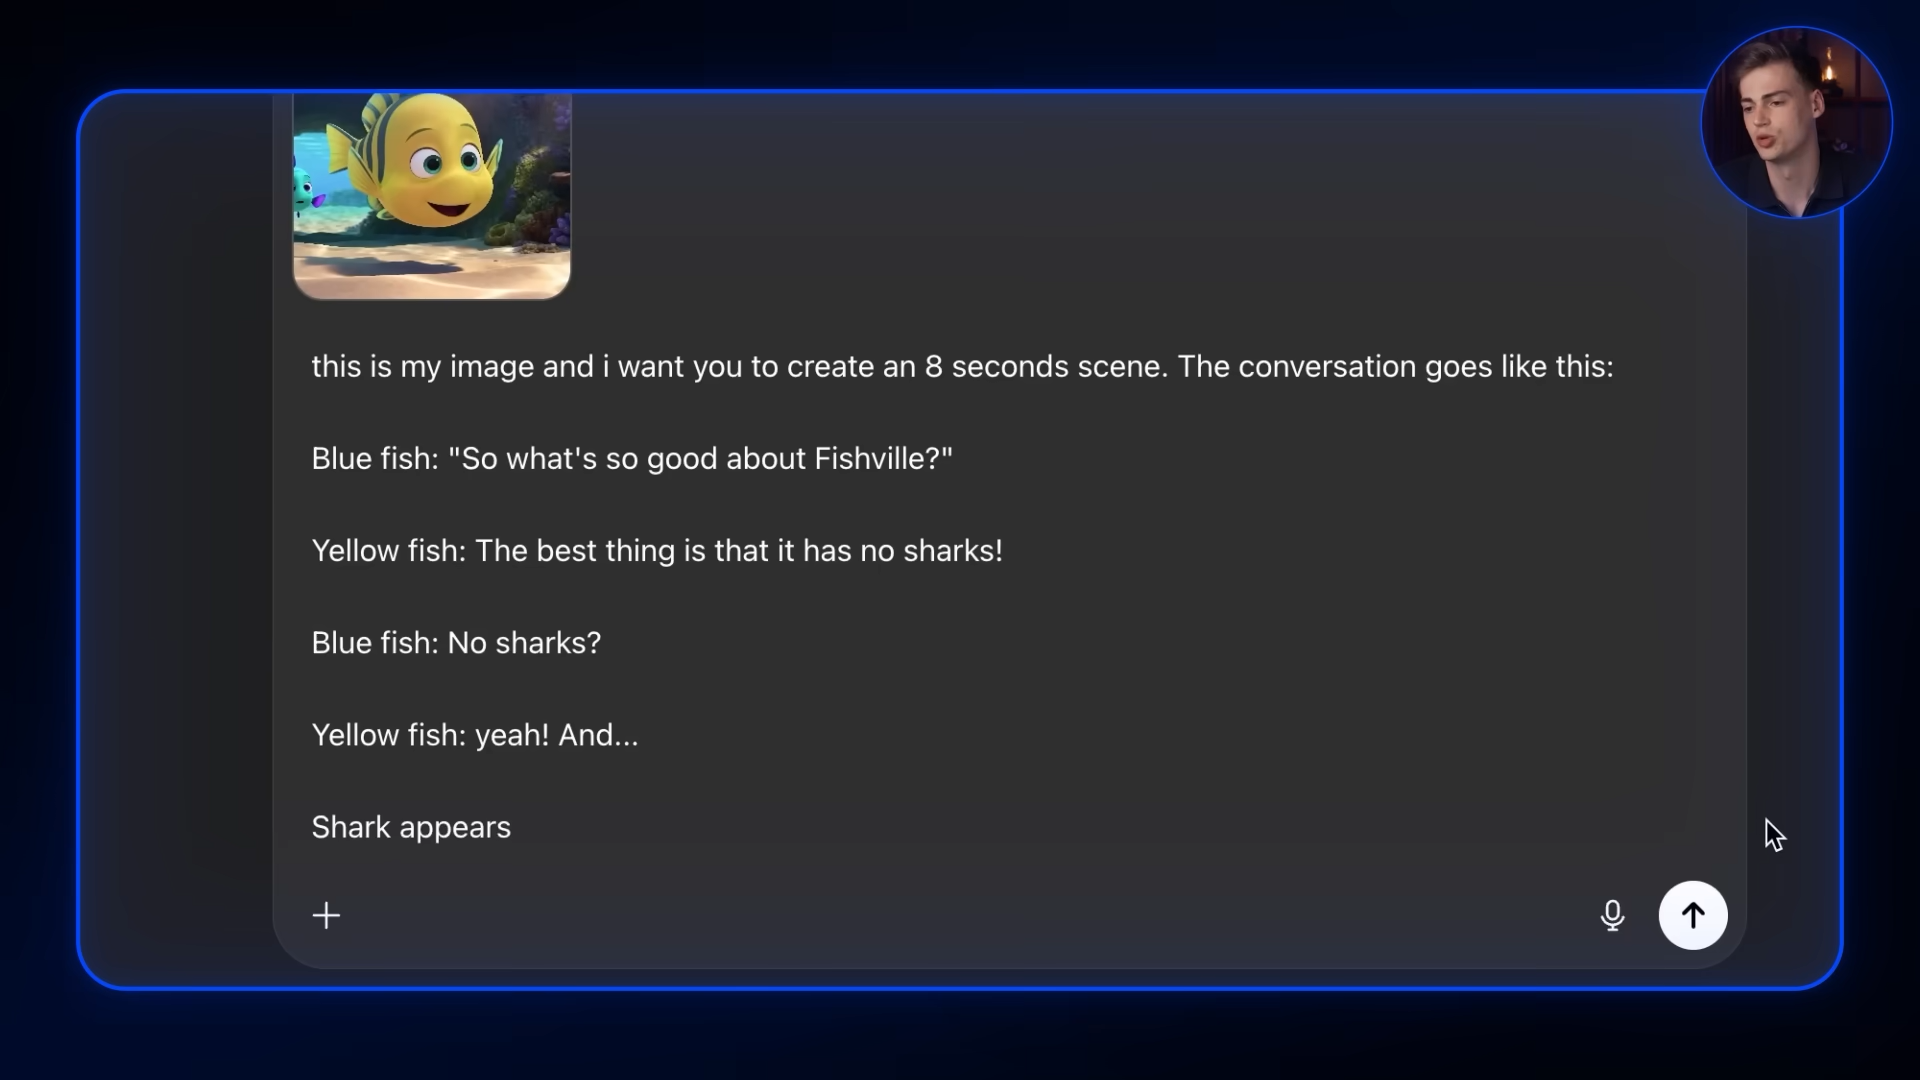 this is my image and i want you to create an 8 seconds scene. The conversation goes like this:
Blue fish: "So what's so good about Fishville?"
Yellow fish: The best thing is that it has no sharks!
Blue fish: No sharks?
Yellow fish: yeah! And...
Shark appears